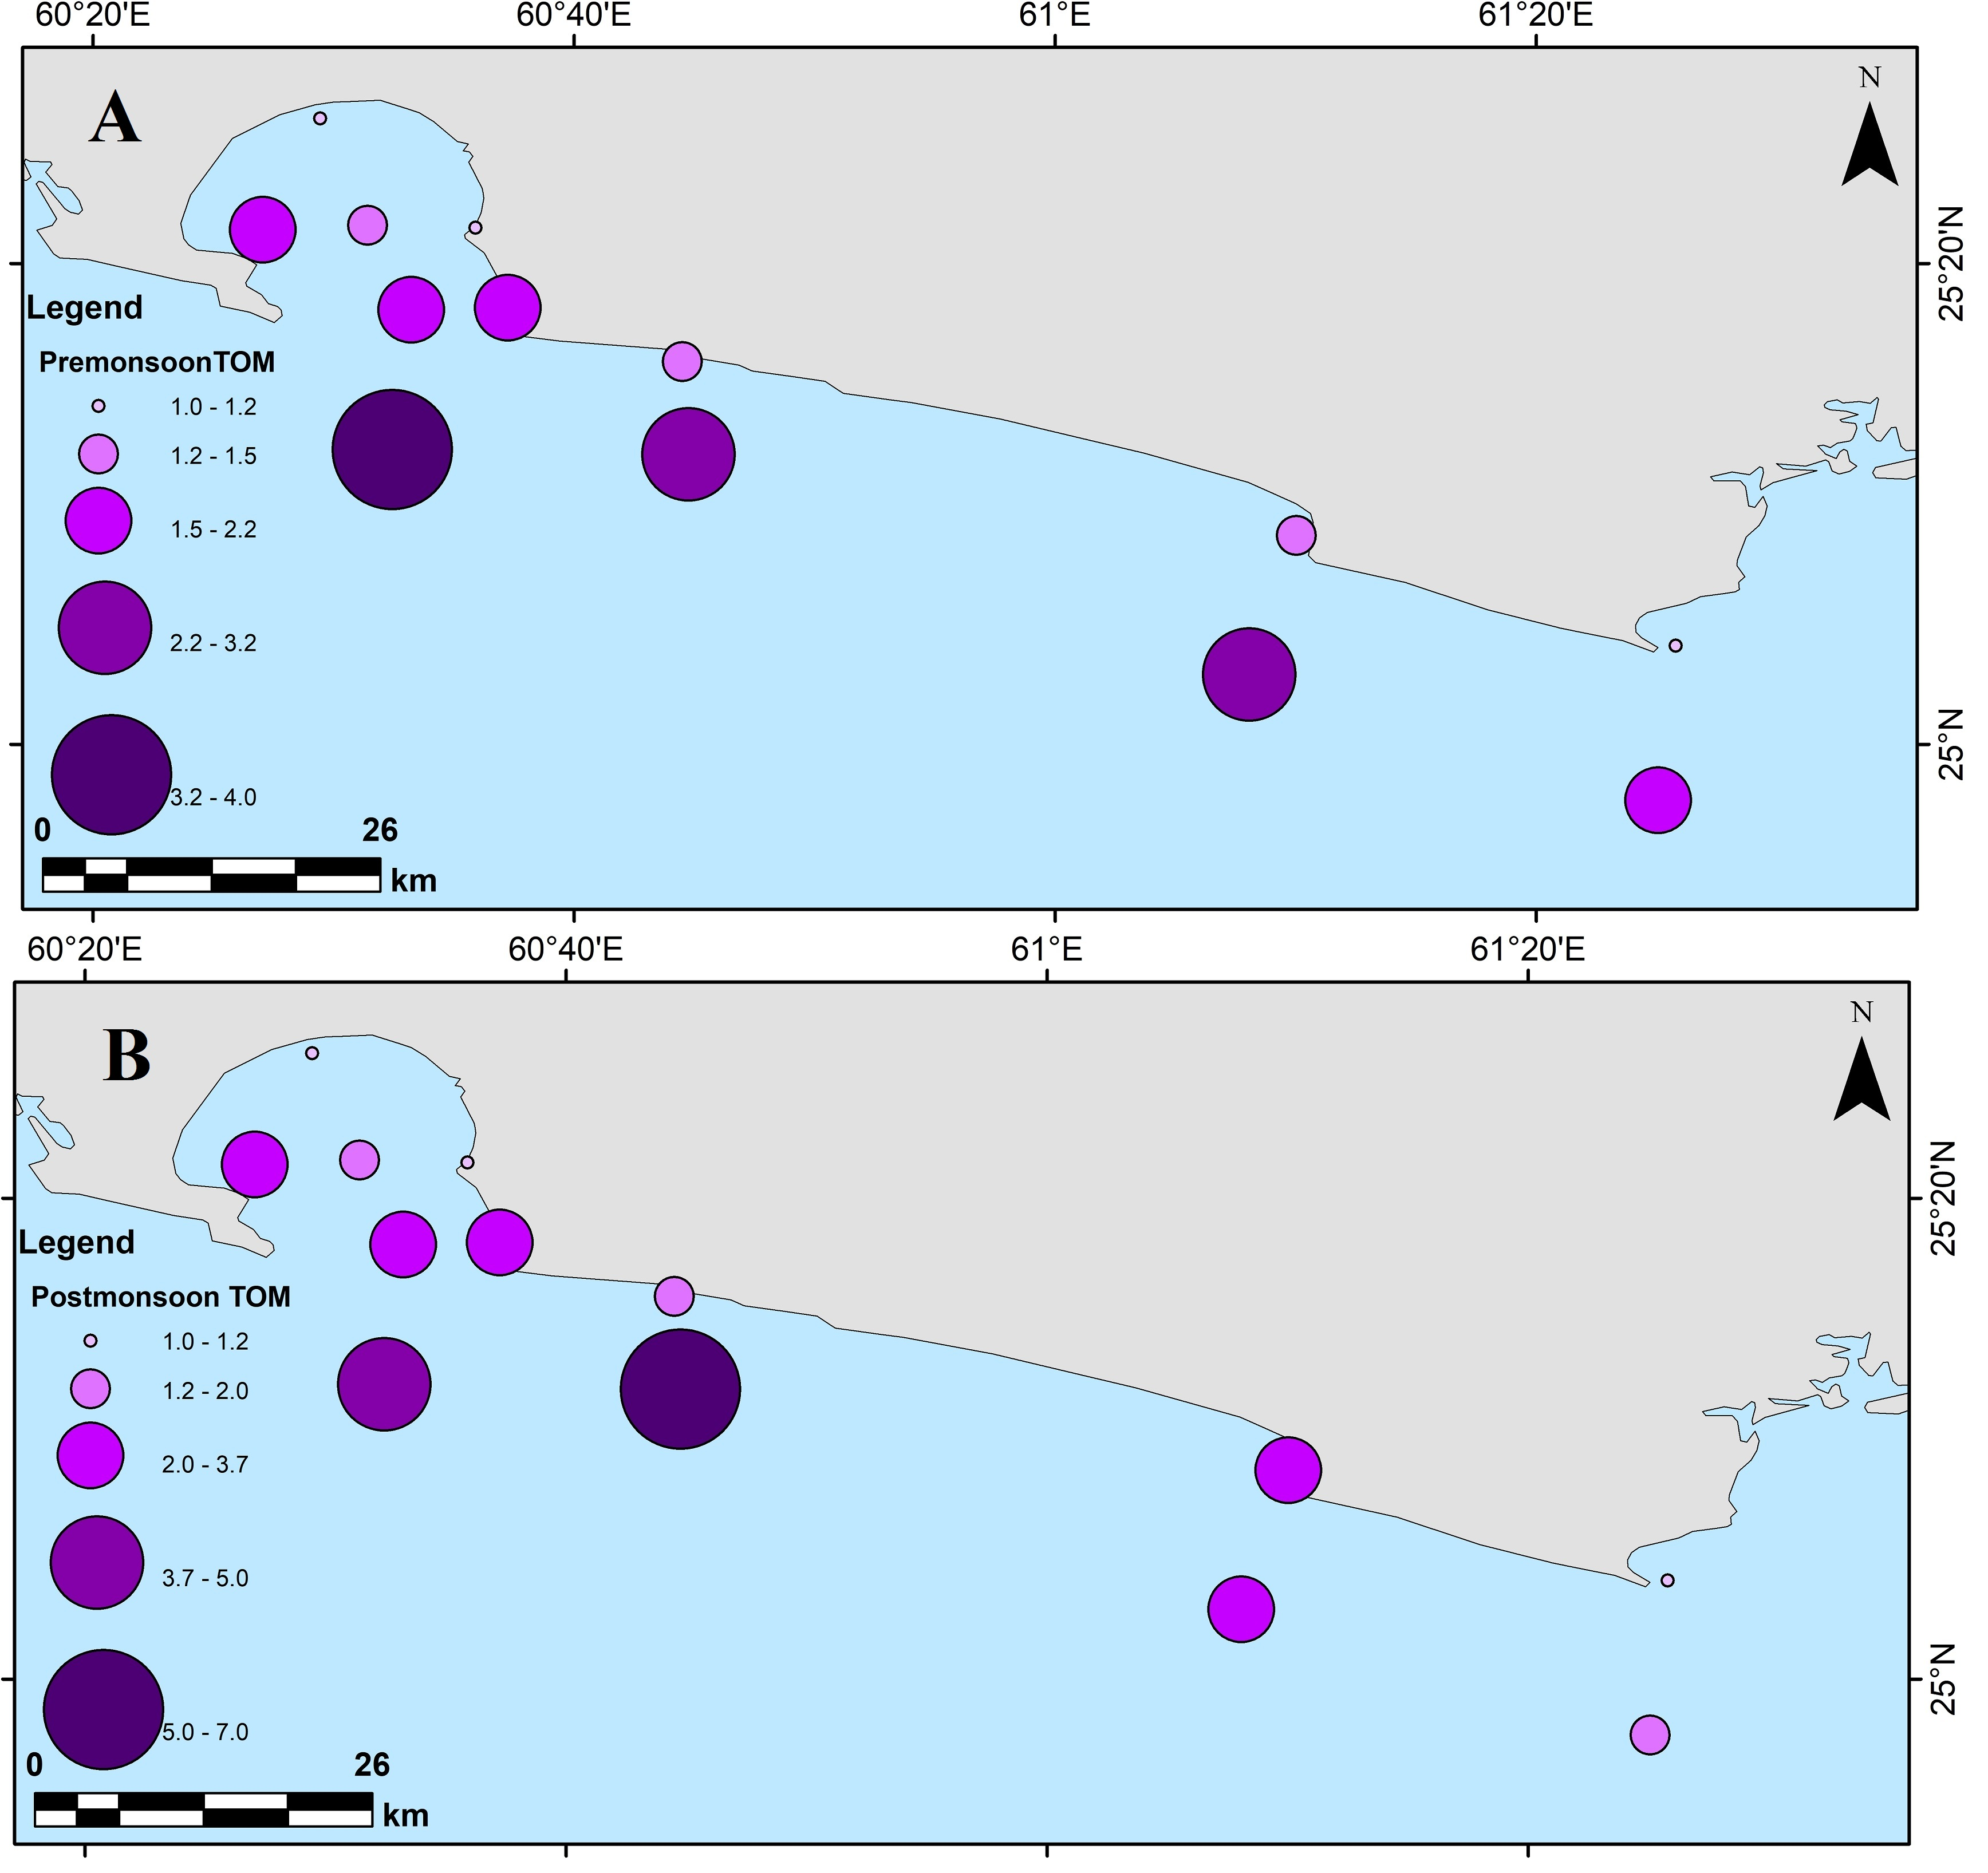 60°20'E 60°40'E 61°E 61°20'E
A
N
25°20'N
Legend
PremonsoonTOM
1.0 - 1.2
1.2 - 1.5
1.5 - 2.2
2.2 - 3.2
25°N
3.2 - 4.0
0 26
km
60°20'E 60°40'E 61°E 61°20'E
B
N
25°20'N
Legend
Postmonsoon TOM
1.0 - 1.2
1.2 - 2.0
2.0 - 3.7
3.7 - 5.0
25°N
5.0 - 7.0
0 26
km